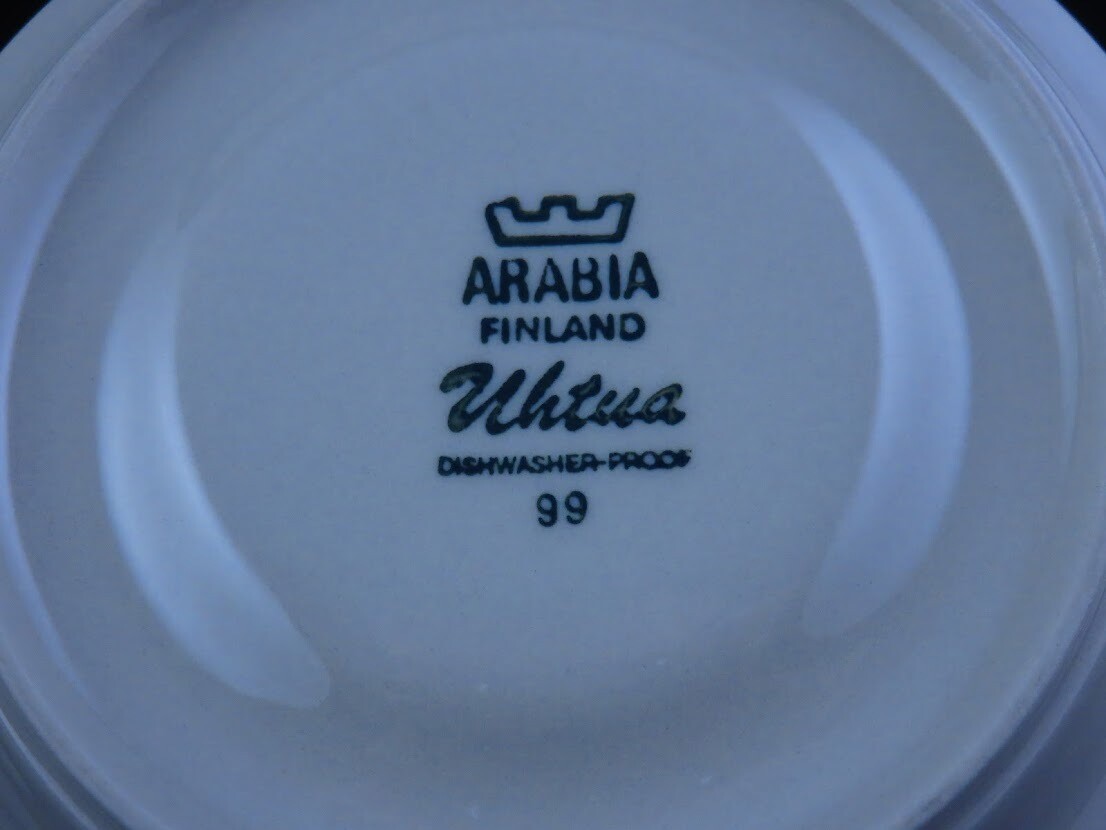 ARABIA
FINLAND
Uhtua
DISHWASHER-PROOF
99